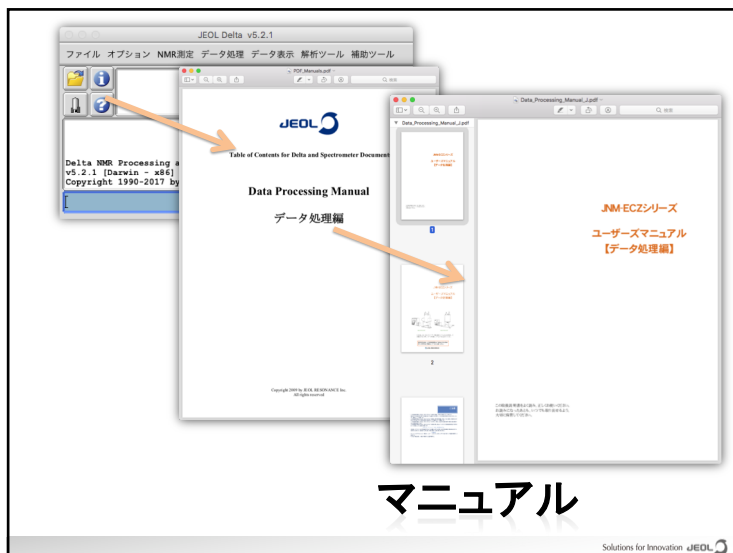 JEOL Delta v5.2.1
ファイル オプション NMR測定 データ処理 データ表示 解析ツール 補助ツール
Delta NMR Processing a
v5.2.1 [Darwin - x86]
Copyright 1990-2017 by
PDF_Manuals.pdf
検索
JEOL
Table of Contents for Delta and Spectrometer Document
Data Processing Manual
データ処理編
Copyright 2009 by JEOL RESONANCE Inc.
All rights reserved
Data_Processing_Manual_J.pdf
検索
Data_Processing_Manual_J.pdf
1
2
JNM-ECZシリーズ
ユーザーズマニュアル
【データ処理編】
マニュアル
Solutions for Innovation JEOL